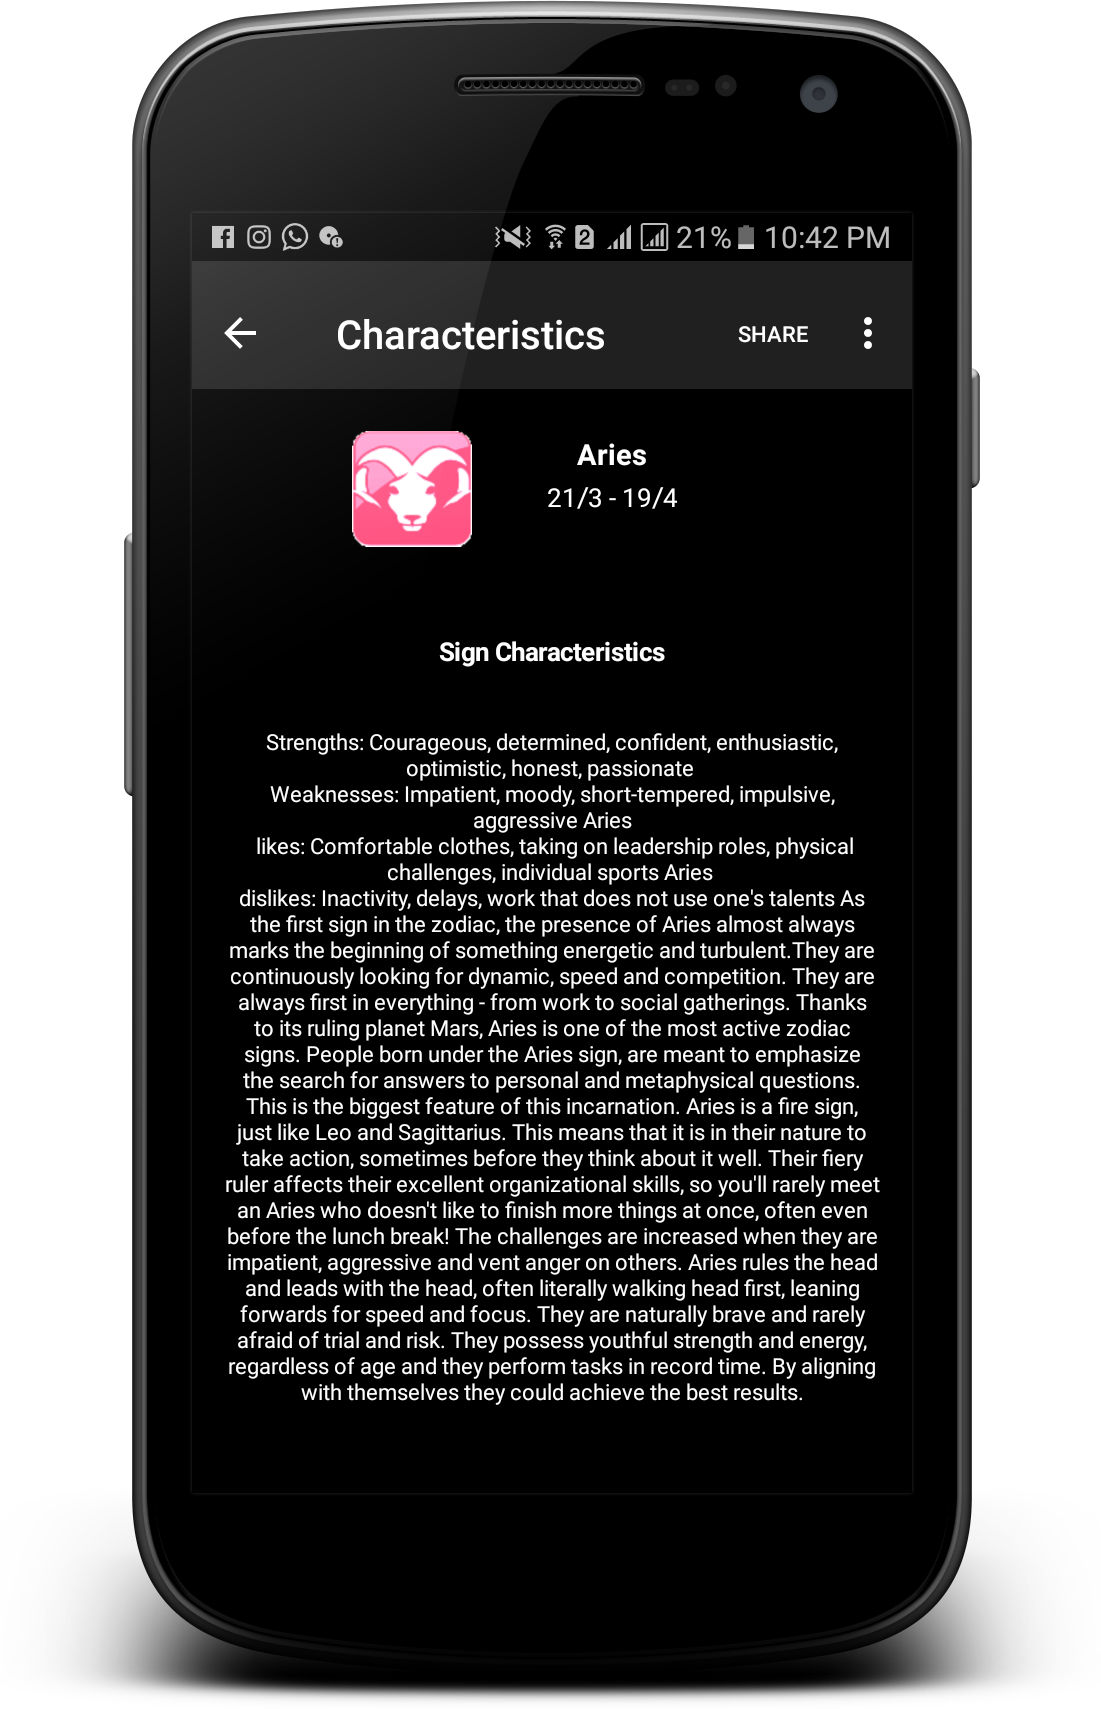 2 21% 10:42 PM
Characteristics SHARE
Aries
21/3 - 19/4
Sign Characteristics
Strengths: Courageous, determined, confident, enthusiastic,
optimistic, honest, passionate
Weaknesses: Impatient, moody, short-tempered, impulsive,
aggressive Aries
likes: Comfortable clothes, taking on leadership roles, physical
challenges, individual sports Aries
dislikes: Inactivity, delays, work that does not use one's talents As
the first sign in the zodiac, the presence of Aries almost always
marks the beginning of something energetic and turbulent.They are
continuously looking for dynamic, speed and competition. They are
always first in everything - from work to social gatherings. Thanks
to its ruling planet Mars, Aries is one of the most active zodiac
signs. People born under the Aries sign, are meant to emphasize
the search for answers to personal and metaphysical questions.
This is the biggest feature of this incarnation. Aries is a fire sign,
just like Leo and Sagittarius. This means that it is in their nature to
take action, sometimes before they think about it well. Their fiery
ruler affects their excellent organizational skills, so you'll rarely meet
an Aries who doesn't like to finish more things at once, often even
before the lunch break! The challenges are increased when they are
impatient, aggressive and vent anger on others. Aries rules the head
and leads with the head, often literally walking head first, leaning
forwards for speed and focus. They are naturally brave and rarely
afraid of trial and risk. They possess youthful strength and energy,
regardless of age and they perform tasks in record time. By aligning
with themselves they could achieve the best results.